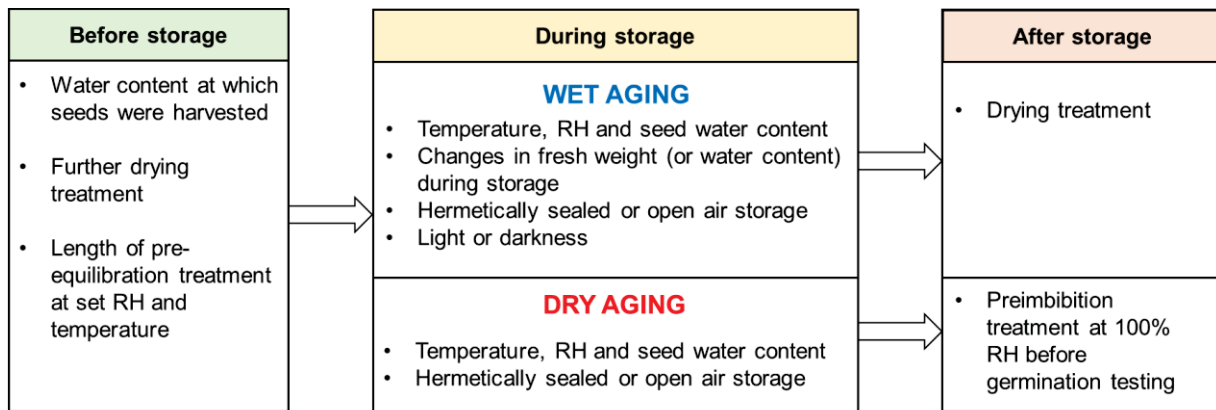 Before storage
• Water content at which
seeds were harvested
• Further drying
treatment
• Length of pre-
equilibration treatment
at set RH and
temperature
During storage
WET AGING
• Temperature, RH and seed water content
• Changes in fresh weight (or water content)
during storage
• Hermetically sealed or open air storage
• Light or darkness
DRY AGING
• Temperature, RH and seed water content
• Hermetically sealed or open air storage
After storage
• Drying treatment
• Preimbibition
treatment at 100%
RH before
germination testing